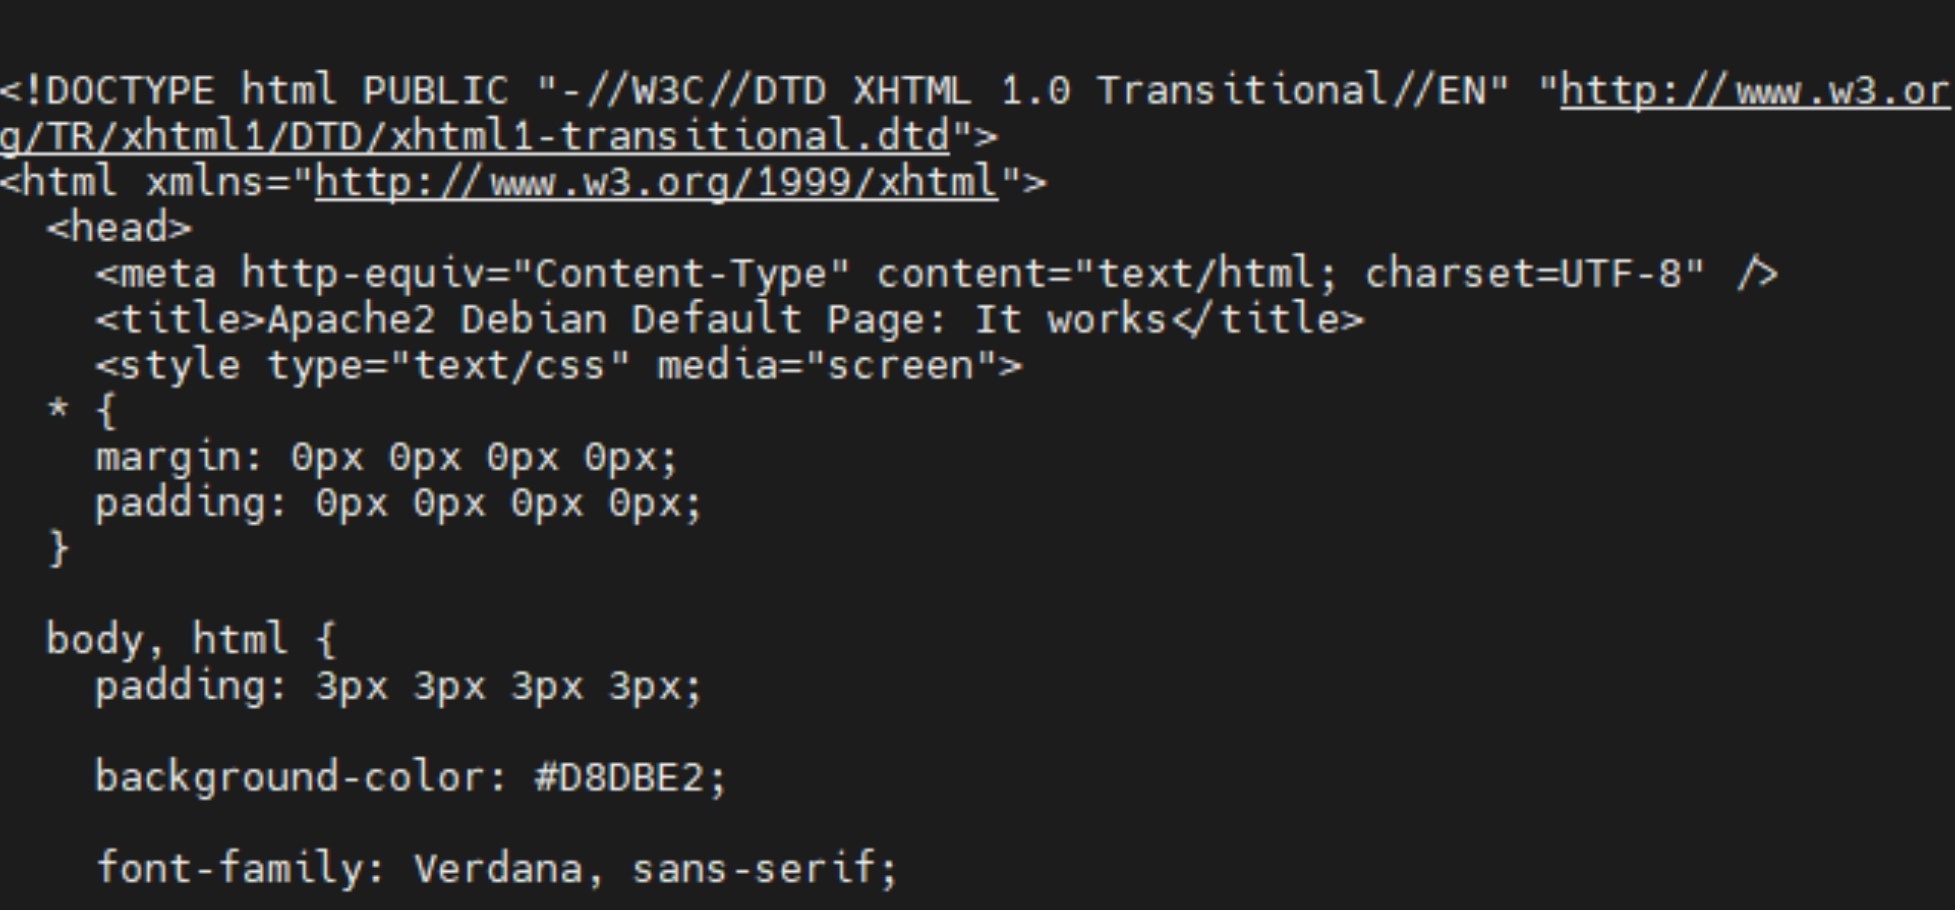 <!DOCTYPE html PUBLIC "-//W3C//DTD XHTML 1.0 Transitional//EN" "http://www.w3.or
g/TR/xhtml1/DTD/xhtml1-transitional.dtd">
<html xmlns="http://www.w3.org/1999/xhtml">
  <head>
    <meta http-equiv="Content-Type" content="text/html; charset=UTF-8" />
    <title>Apache2 Debian Default Page: It works</title>
    <style type="text/css" media="screen">
  * {
    margin: 0px 0px 0px 0px;
    padding: 0px 0px 0px 0px;
  }
  body, html {
    padding: 3px 3px 3px 3px;
    background-color: #D8DBE2;
    font-family: Verdana, sans-serif;